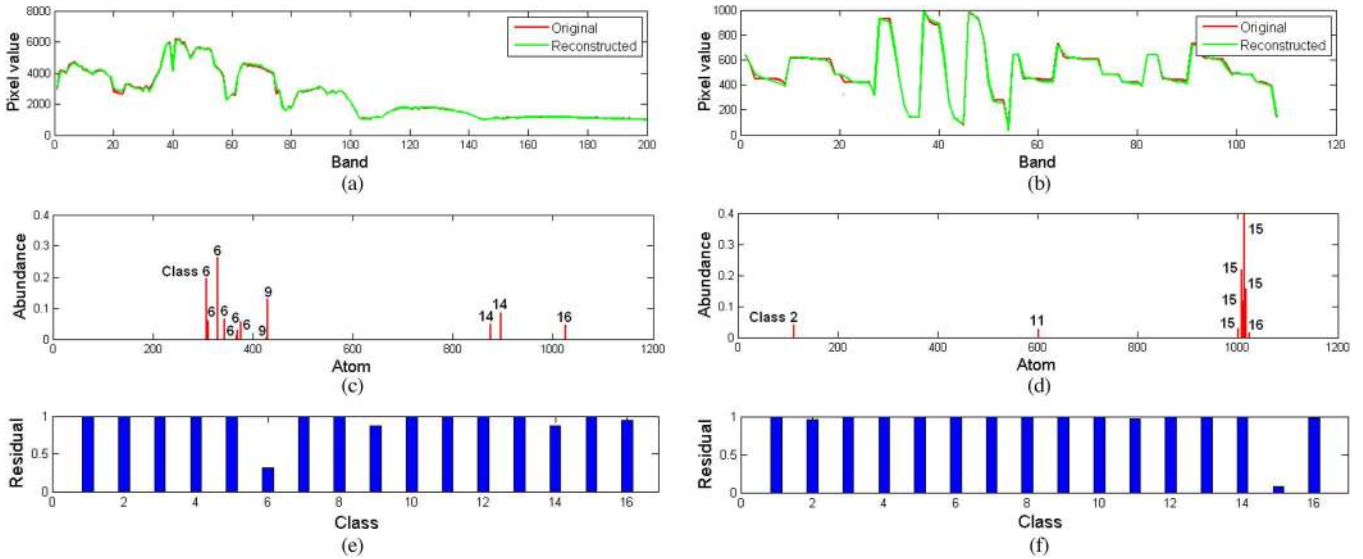 8000
6000
4000
2000
0
Pixel value
Original
Reconstructed
0 20 40 60 80 100 120 140 160 180 200
Band
(a)
1000
800
600
400
200
0
Pixel value
Original
Reconstructed
0 20 40 60 80 100 120
Band
(b)
0.4
0.3
0.2
0.1
0
Abundance
Class 6
6
6
6
6
6
6
9
9
14
14
16
0 200 400 600 800 1000 1200
Atom
(c)
0.4
0.3
0.2
0.1
0
Abundance
Class 2
11
15
15
15
15
15
16
0 200 400 600 800 1000 1200
Atom
(d)
1
0.5
0
Residual
0 2 4 6 8 10 12 14 16
Class
(e)
1
0.5
0
Residual
0 2 4 6 8 10 12 14 16
Class
(f)